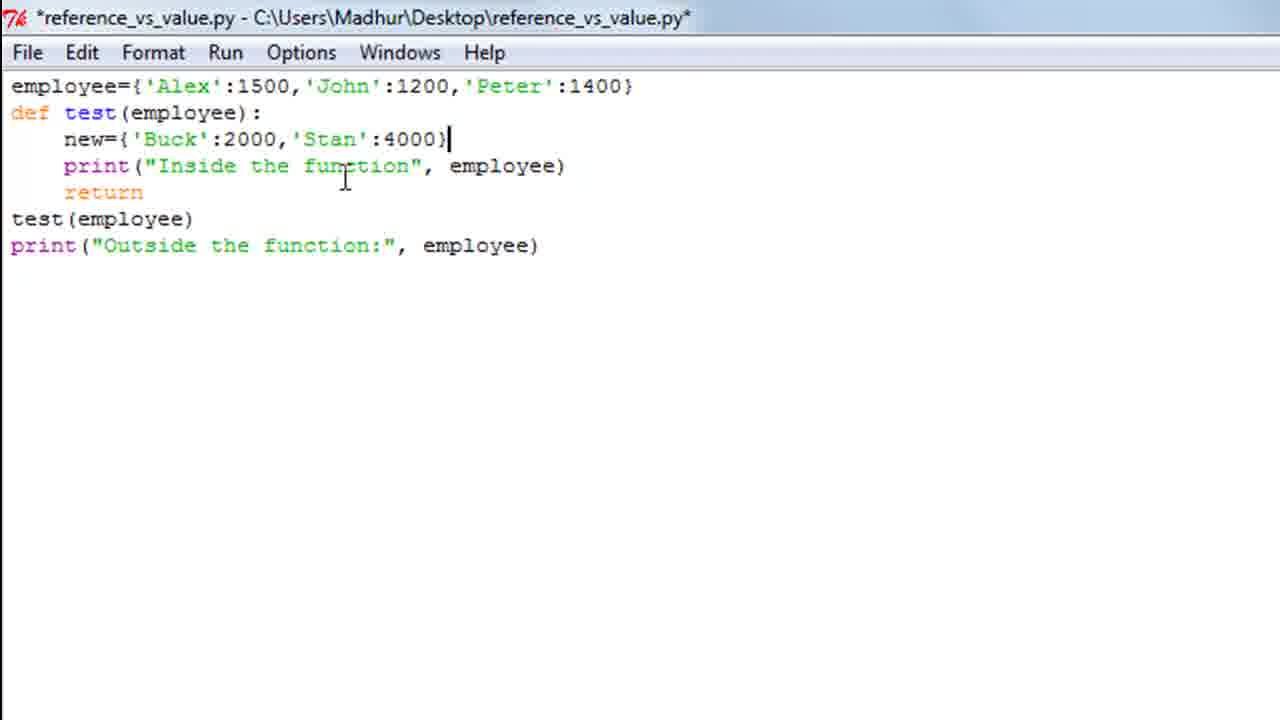 *reference_vs_value.py - C:\Users\Madhur\Desktop\reference_vs_value.py*
File Edit Format Run Options Windows Help
employee={'Alex':1500,'John':1200,'Peter':1400}
def test(employee):
    new={'Buck':2000,'Stan':4000}
    print("Inside the function", employee)
    return
test(employee)
print("Outside the function:", employee)